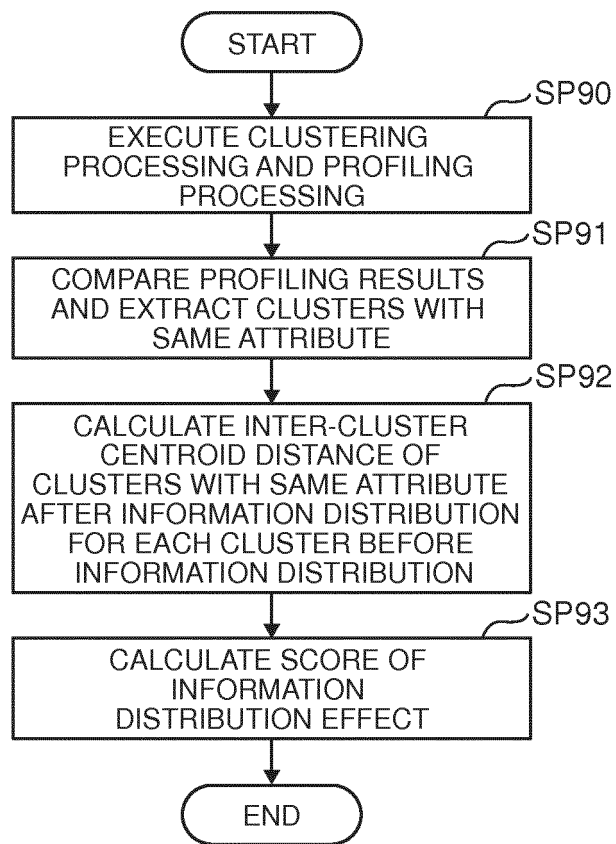 START
SP90
EXECUTE CLUSTERING
PROCESSING AND PROFILING
PROCESSING
SP91
COMPARE PROFILING RESULTS
AND EXTRACT CLUSTERS WITH
SAME ATTRIBUTE
SP92
CALCULATE INTER-CLUSTER
CENTROID DISTANCE OF
CLUSTERS WITH SAME ATTRIBUTE
AFTER INFORMATION DISTRIBUTION
FOR EACH CLUSTER BEFORE
INFORMATION DISTRIBUTION
SP93
CALCULATE SCORE OF
INFORMATION
DISTRIBUTION EFFECT
END